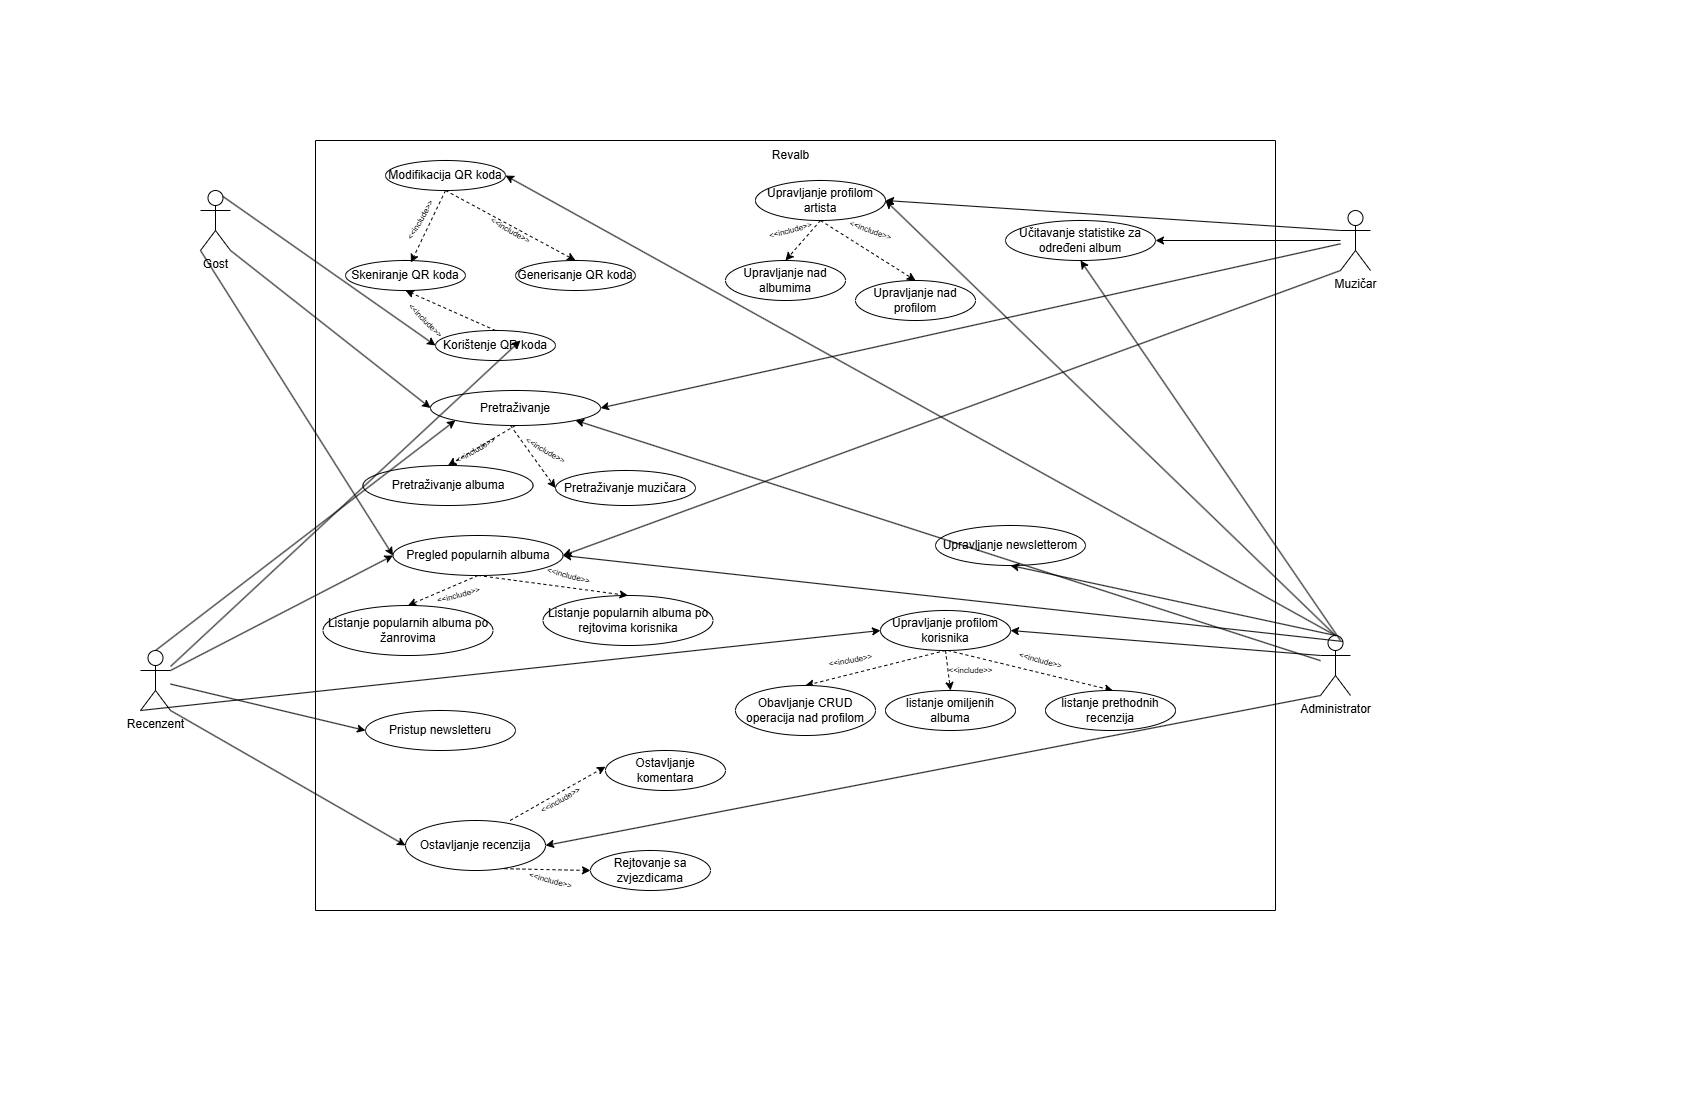 Revalb
Modifikacija QR koda
<<include>>
<<include>>
Skeniranje QR koda
Generisanje QR koda
<<include>>
Korištenje QR koda
Upravljanje profilom
artista
<<include>>
<<include>>
Upravljanje nad
albumima
Upravljanje nad
profilom
Učitavanje statistike za
određeni album
Gost
Muzičar
Pretraživanje
<<include>>
<<include>>
Pretraživanje albuma
Pretraživanje muzičara
Pregled popularnih albuma
<<include>>
<<include>>
Listanje popularnih albuma po
žanrovima
Listanje popularnih albuma po
rejtovima korisnika
Upravljanje newsletterom
Upravljanje profilom
korisnika
<<include>>
<<include>>
<<include>>
Obavljanje CRUD
operacija nad profilom
listanje omiljenih
albuma
listanje prethodnih
recenzija
Recenzent
Administrator
Pristup newsletteru
Ostavljanje
komentara
<<include>>
Ostavljanje recenzija
<<include>>
Rejtovanje sa
zvjezdicama